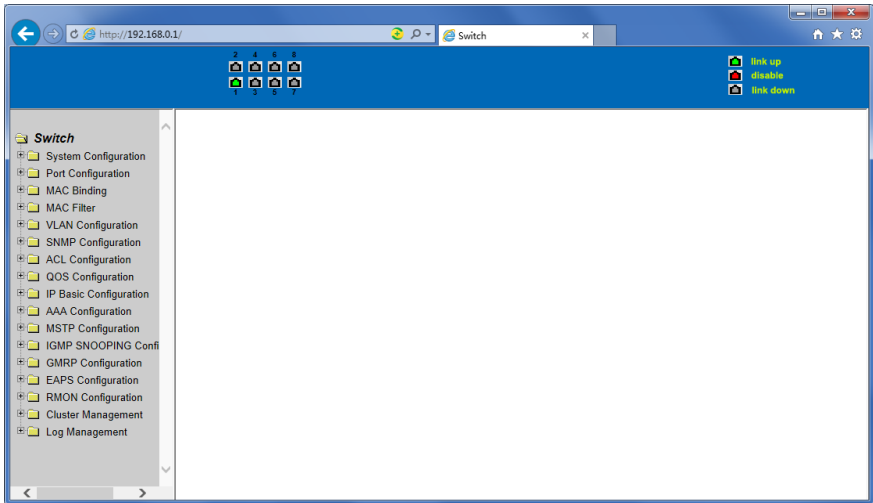 http://192.168.0.1/
Switch
2 4 6 8
1 3 5 7
link up
disable
link down
Switch
System Configuration
Port Configuration
MAC Binding
MAC Filter
VLAN Configuration
SNMP Configuration
ACL Configuration
QOS Configuration
IP Basic Configuration
AAA Configuration
MSTP Configuration
IGMP SNOOPING Confi
GMRP Configuration
EAPS Configuration
RMON Configuration
Cluster Management
Log Management